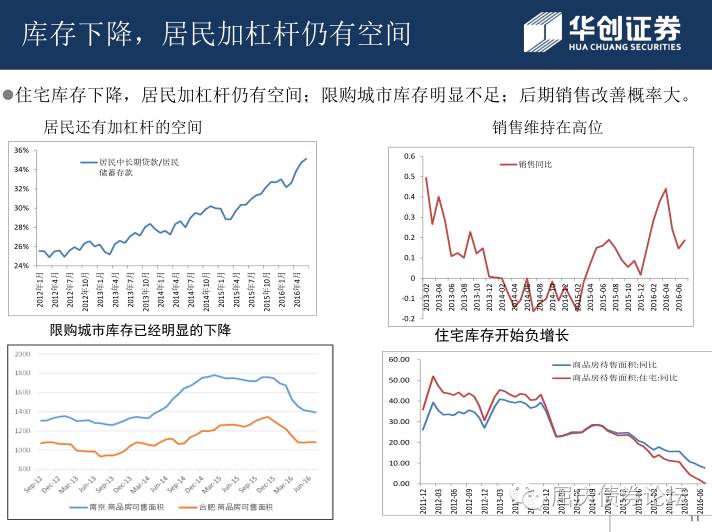 库存下降，居民加杠杆仍有空间
华创证券
HUA CHUANG SECURITIES
住宅库存下降，居民加杠杆仍有空间；限购城市库存明显不足；后期销售改善概率大。
居民还有加杠杆的空间
销售维持在高位
36%
34%
32%
30%
28%
26%
24%
居民中长期贷款/居民
储蓄存款
2012年1月
2012年4月
2012年7月
2012年10月
2013年1月
2013年4月
2013年7月
2013年10月
2014年1月
2014年4月
2014年7月
2014年10月
2015年1月
2015年4月
2015年7月
2015年10月
2016年1月
2016年4月
0.6
0.5
0.4
0.3
0.2
0.1
0
-0.1
-0.2
销售同比
2013-02
2013-04
2013-06
2013-08
2013-10
2013-12
2014-02
2014-04
2014-06
2014-08
2014-10
2014-12
2015-02
2015-04
2015-06
2015-08
2015-10
2015-12
2016-02
2016-04
2016-06
限购城市库存已经明显的下降
住宅库存开始负增长
2000
1800
1600
1400
1200
1000
800
Sep-12
Dec-12
Mar-13
Jun-13
Sep-13
Dec-13
Mar-14
Jun-14
Sep-14
Dec-14
Mar-15
Jun-15
Sep-15
Dec-15
Mar-16
Jun-16
南京:商品房可售面积
合肥:商品房可售面积
60.00
50.00
40.00
30.00
20.00
10.00
0.00
商品房待售面积:同比
商品房待售面积:住宅:同比
2011-12
2012-03
2012-06
2012-09
2012-12
2013-03
2013-06
2013-09
2013-12
2014-03
2014-06
2014-09
2014-12
2015-03
2015-06
2015-09
2015-12
2016-03
2016-06
屈庆债券论坛
11